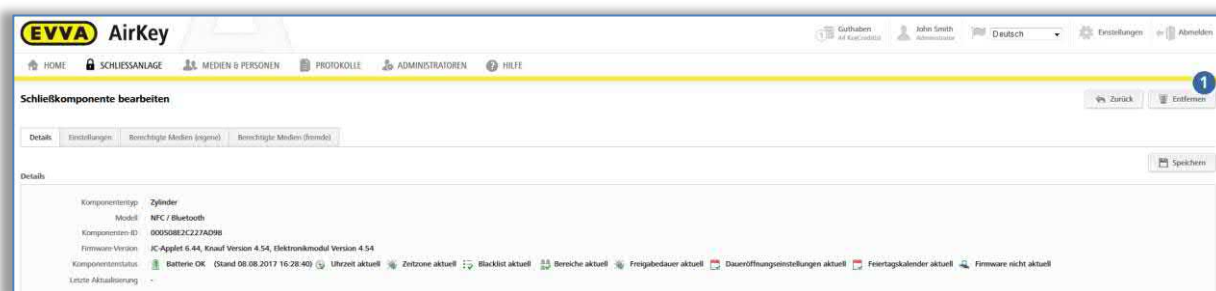 EVVA AirKey
Guthaben
44 KeyCredits
John Smith
Administrator
Deutsch
Einstellungen
Abmelden
HOME SCHLIESSANLAGE MEDIEN & PERSONEN PROTOKOLLE ADMINISTRATOREN HILFE
1
Schließkomponente bearbeiten
Zurück Entfernen
Details Einstellungen Berechtigte Medien (eigene) Berechtigte Medien (fremde)
Speichern
Details
Komponententyp Zylinder
Modell NFC / Bluetooth
Komponenten-ID 000508E2C227AD98
Firmware-Version JC-Applet 6.44, Knauf Version 4.54, Elektronikmodul Version 4.54
Komponentenstatus Batterie OK (Stand 08.08.2017 16:28:40) Uhrzeit aktuell Zeitzone aktuell Blacklist aktuell Bereiche aktuell Freigabedauer aktuell Daueröffnungseinstellungen aktuell Feiertagskalender aktuell Firmware nicht aktuell
Letzte Aktualisierung -